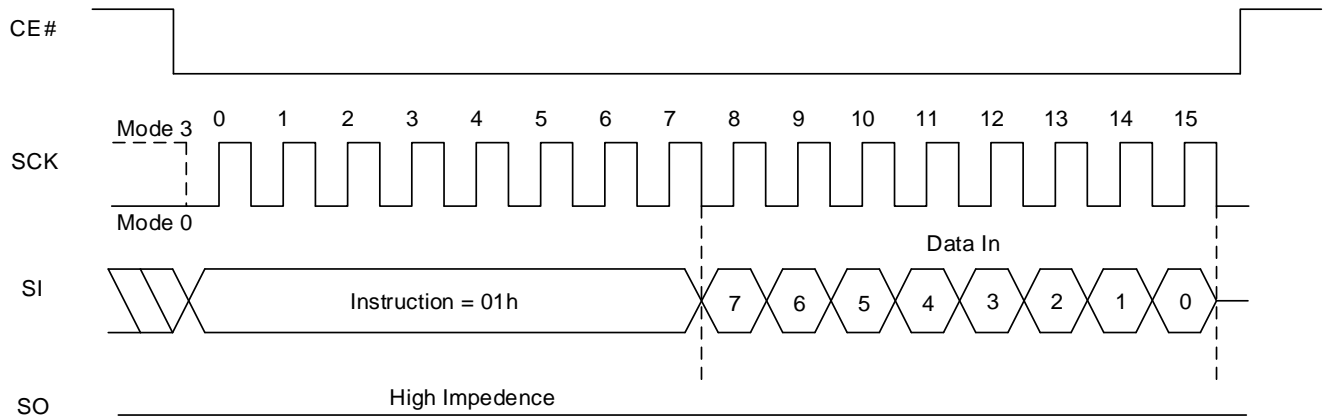 CE#
Mode 3 0 1 2 3 4 5 6 7 8 9 10 11 12 13 14 15
SCK
Mode 0
Data In
SI Instruction = 01h 7 6 5 4 3 2 1 0
High Impedence
SO